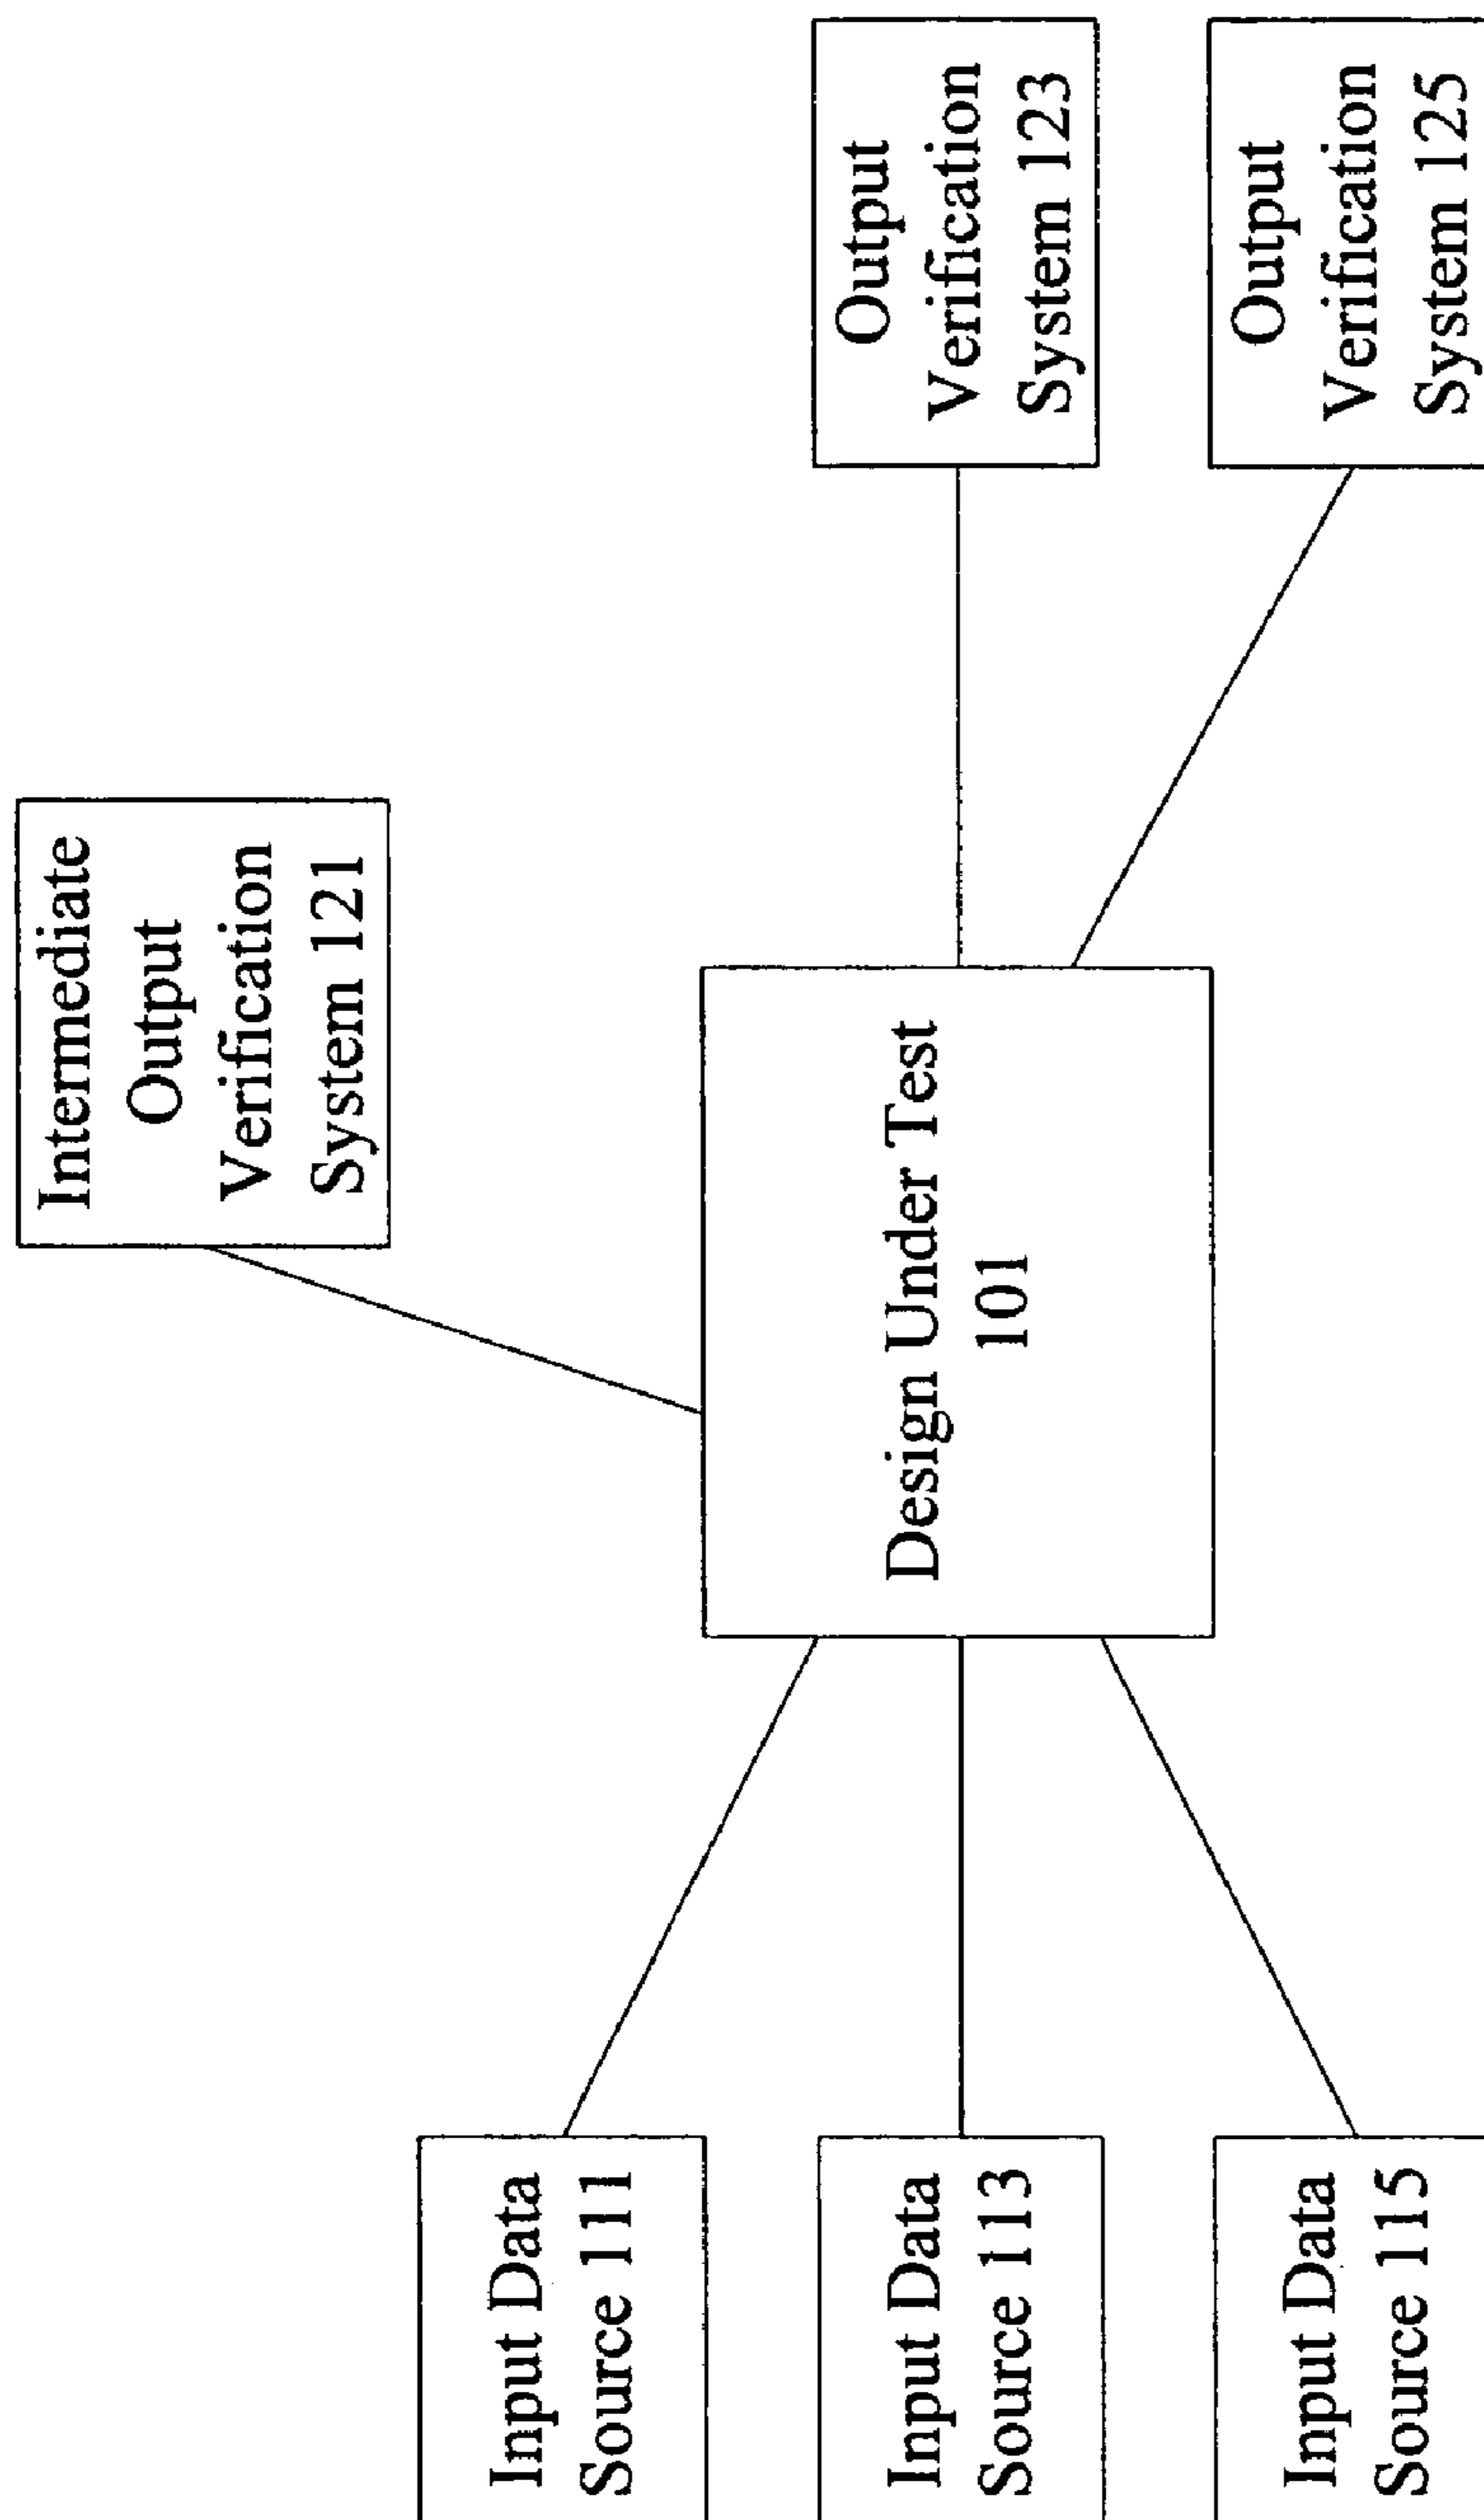 Intermediate
Output
Verification
System 121
Input Data
Source 111
Design Under Test
101
Output
Verification
System 123
Input Data
Source 113
Output
Verification
System 125
Input Data
Source 115